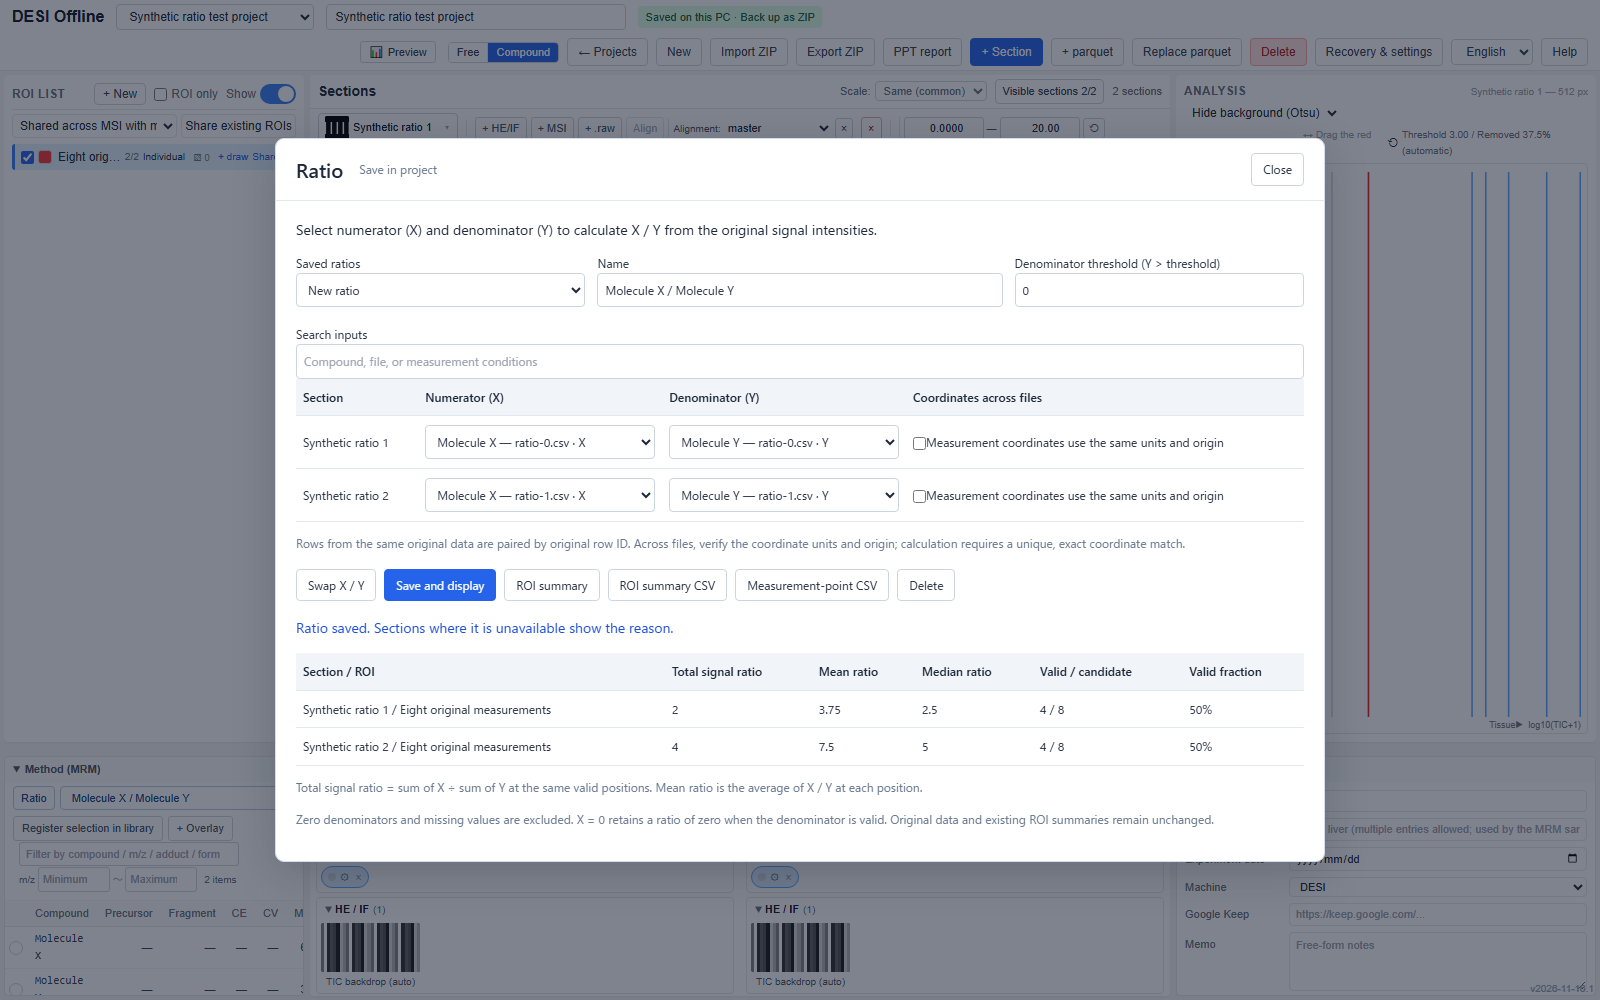 DESI Offline
Synthetic ratio test project
Synthetic ratio test project
Saved on this PC · Back up as ZIP
Preview
Free
Compound
← Projects
New
Import ZIP
Export ZIP
PPT report
+ Section
+ parquet
Replace parquet
Delete
Recovery & settings
English
Help
ROI LIST
+ New
ROI only
Show
Shared across MSI with
Share existing ROIs
Eight orig...
2/2 Individual
0
+ draw
Sections
Scale:
Same (common)
Visible sections 2/2
2 sections
Synthetic ratio 1
+ HE/IF
+ MSI
+ .raw
Align
Alignment:
master
×
×
0.0000
—
20.00
ANALYSIS
Synthetic ratio 1 — 512 px
Hide background (Otsu)
↔ Drag the red
Threshold 3.00 / Removed 37.5%
(automatic)
Tissue▶ log10(TIC+1)
Ratio
Save in project
Close
Select numerator (X) and denominator (Y) to calculate X / Y from the original signal intensities.
Saved ratios
Name
Denominator threshold (Y > threshold)
New ratio
Molecule X / Molecule Y
0
Search inputs
Compound, file, or measurement conditions
Section Numerator (X) Denominator (Y) Coordinates across files
Synthetic ratio 1 Molecule X — ratio-0.csv · X Molecule Y — ratio-0.csv · Y Measurement coordinates use the same units and origin
Synthetic ratio 2 Molecule X — ratio-1.csv · X Molecule Y — ratio-1.csv · Y Measurement coordinates use the same units and origin
Rows from the same original data are paired by original row ID. Across files, verify the coordinate units and origin; calculation requires a unique, exact coordinate match.
Swap X / Y
Save and display
ROI summary
ROI summary CSV
Measurement-point CSV
Delete
Ratio saved. Sections where it is unavailable show the reason.
Section / ROI Total signal ratio Mean ratio Median ratio Valid / candidate Valid fraction
Synthetic ratio 1 / Eight original measurements 2 3.75 2.5 4 / 8 50%
Synthetic ratio 2 / Eight original measurements 4 7.5 5 4 / 8 50%
Total signal ratio = sum of X ÷ sum of Y at the same valid positions. Mean ratio is the average of X / Y at each position.
Zero denominators and missing values are excluded. X = 0 retains a ratio of zero when the denominator is valid. Original data and existing ROI summaries remain unchanged.
▼ Method (MRM)
Ratio
Molecule X / Molecule Y
Register selection in library
+ Overlay
Filter by compound / m/z / adduct / form
m/z
Minimum
～
Maximum
2 items
Compound Precursor Fragment CE CV
Molecule
X
— — — —
Molecule
— — — —
▼ HE / IF (1)
TIC backdrop (auto)
▼ HE / IF (1)
TIC backdrop (auto)
liver (multiple entries allowed; used by the MRM sar
mm/dd
Machine
DESI
Google Keep
https://keep.google.com/...
Memo
Free-form notes